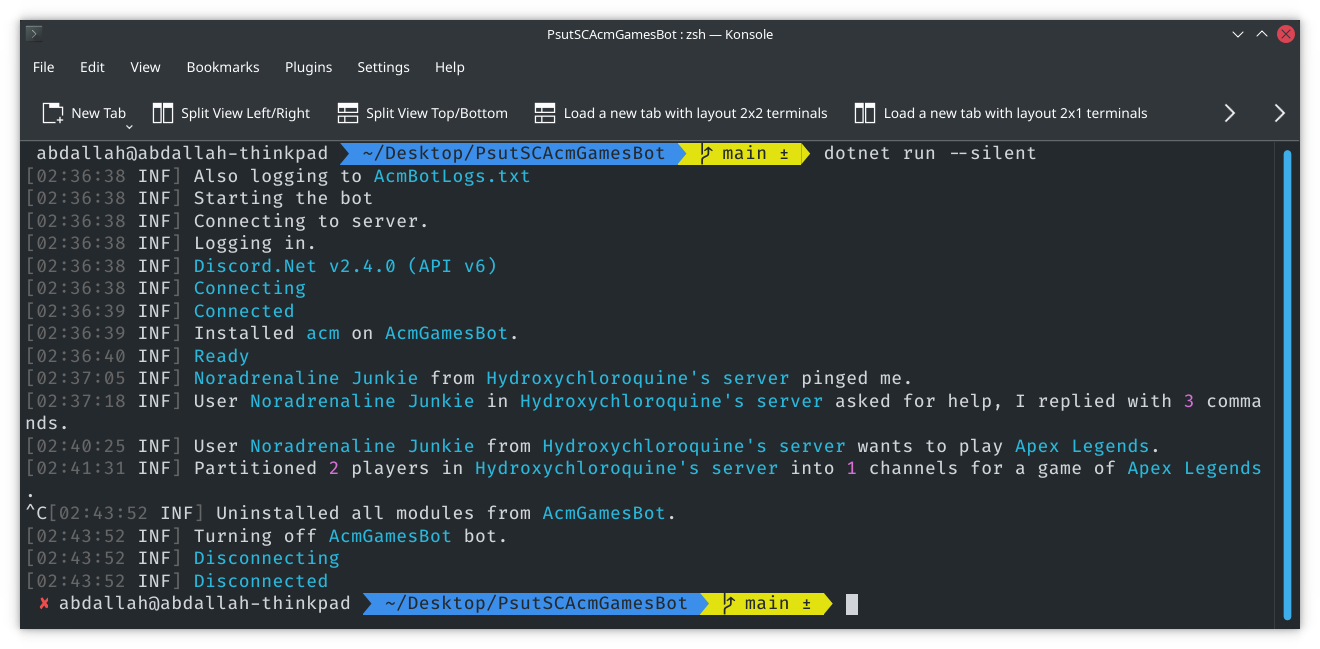 PsutSCAcmGamesBot : zsh — Konsole
File Edit View Bookmarks Plugins Settings Help
New Tab Split View Left/Right Split View Top/Bottom Load a new tab with layout 2x2 terminals Load a new tab with layout 2x1 terminals
abdallah@abdallah-thinkpad ~/Desktop/PsutSCAcmGamesBot main ± dotnet run --silent
[02:36:38 INF] Also logging to AcmBotLogs.txt
[02:36:38 INF] Starting the bot
[02:36:38 INF] Connecting to server.
[02:36:38 INF] Logging in.
[02:36:38 INF] Discord.Net v2.4.0 (API v6)
[02:36:38 INF] Connecting
[02:36:39 INF] Connected
[02:36:39 INF] Installed acm on AcmGamesBot.
[02:36:40 INF] Ready
[02:37:05 INF] Noradrenaline Junkie from Hydroxychloroquine's server pinged me.
[02:37:18 INF] User Noradrenaline Junkie in Hydroxychloroquine's server asked for help, I replied with 3 comma
nds.
[02:40:25 INF] User Noradrenaline Junkie from Hydroxychloroquine's server wants to play Apex Legends.
[02:41:31 INF] Partitioned 2 players in Hydroxychloroquine's server into 1 channels for a game of Apex Legends
.
^C[02:43:52 INF] Uninstalled all modules from AcmGamesBot.
[02:43:52 INF] Turning off AcmGamesBot bot.
[02:43:52 INF] Disconnecting
[02:43:52 INF] Disconnected
✘ abdallah@abdallah-thinkpad ~/Desktop/PsutSCAcmGamesBot main ±